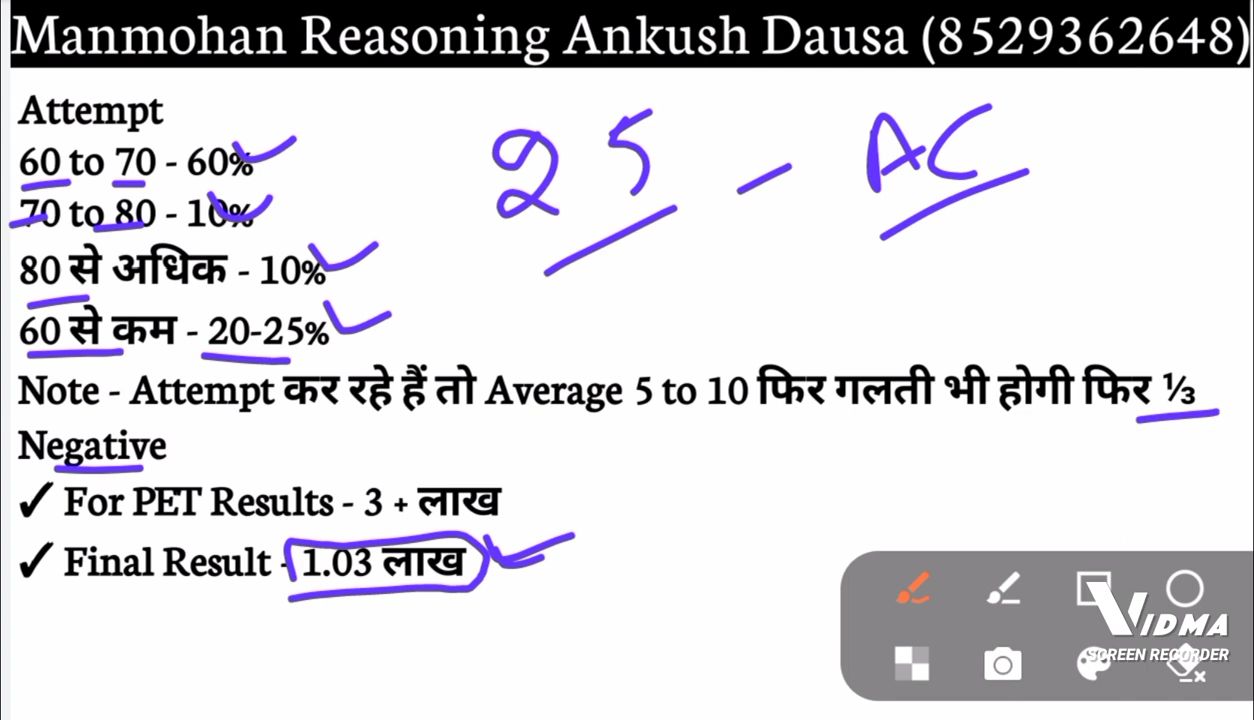 Manmohan Reasoning Ankush Dausa (8529362648)
Attempt
60 to 70 - 60%
70 to 80 - 10%
80 से अधिक - 10%
60 से कम - 20-25%
25 - AC
Note - Attempt कर रहे हैं तो Average 5 to 10 फिर गलती भी होगी फिर ⅓
Negative
✓ For PET Results - 3 + लाख
✓ Final Result - 1.03 लाख
VIDMA
SCREEN RECORDER